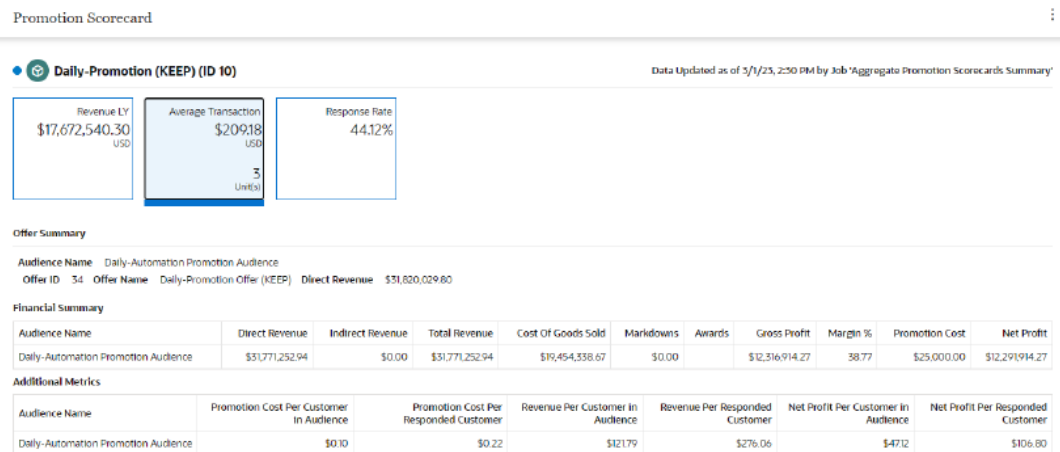 Promotion Scorecard
Daily-Promotion (KEEP) (ID 10) Data Updated as of 3/1/23, 2:30 PM by Job 'Aggregate Promotion Scorecards Summary'
Revenue LY Average Transaction Response Rate
$17,672,540.30 $209.18 44.12%
USD USD
3
Unit(s)
Offer Summary
Audience Name Daily-Automation Promotion Audience
Offer ID 34 Offer Name Daily-Promotion Offer (KEEP) Direct Revenue $31,820,029.80
Financial Summary
Audience Name Direct Revenue Indirect Revenue Total Revenue Cost Of Goods Sold Markdowns Awards Gross Profit Margin % Promotion Cost Net Profit
Daily-Automation Promotion Audience $31,771,252.94 $0.00 $31,771,252.94 $19,454,338.67 $0.00 $12,316,914.27 38.77 $25,000.00 $12,291,914.27
Additional Metrics
Audience Name Promotion Cost Per Customer in Audience Promotion Cost Per Responded Customer Revenue Per Customer in Audience Revenue Per Responded Customer Net Profit Per Customer in Audience Net Profit Per Responded Customer
Daily-Automation Promotion Audience $0.10 $0.22 $121.79 $276.06 $47.12 $106.80